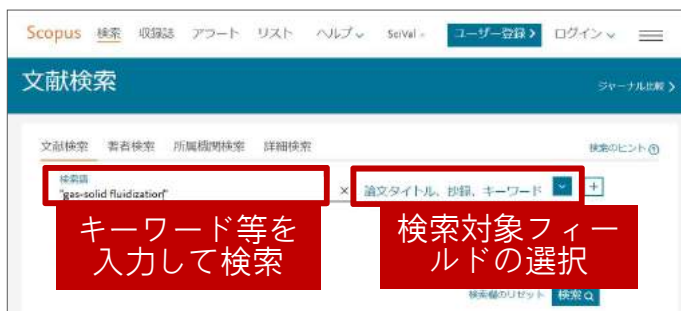 Scopus 検索 収録誌 アラート リスト ヘルプ SciVal ユーザー登録 > ログイン
文献検索 ジャーナル比較 >
文献検索 著者検索 所属機関検索 詳細検索 検索のヒント
検索語
"gas-solid fluidization" × 論文タイトル、抄録、キーワード +
キーワード等を
入力して検索
検索対象フィー
ルドの選択
検索欄のリセット 検索